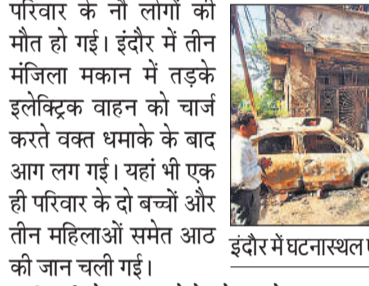 परिवार के नौ लोगों की
मौत हो गई। इंदौर में तीन
मंजिला मकान में तड़के
इलेक्ट्रिक वाहन को चार्ज
करते वक्त धमाके के बाद
आग लग गई। यहां भी एक
ही परिवार के दो बच्चों और
तीन महिलाओं समेत आठ
की जान चली गई।
इंदौर में घटनास्थल